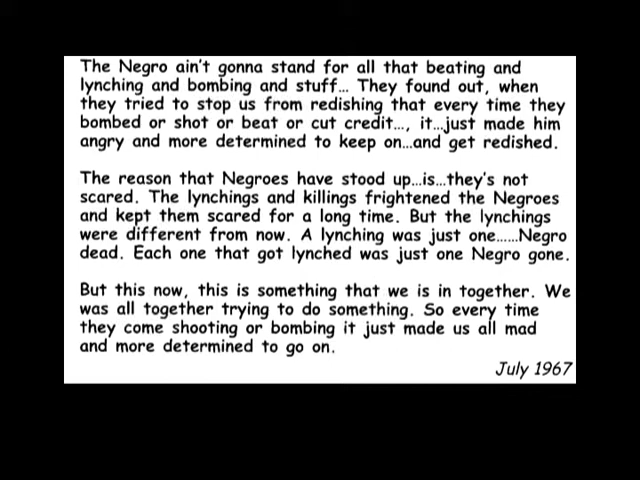 The Negro ain't gonna stand for all that beating and
lynching and bombing and stuff... They found out, when
they tried to stop us from redishing that every time they
bombed or shot or beat or cut credit..., it...just made him
angry and more determined to keep on...and get redished.
The reason that Negroes have stood up...is...they's not
scared. The lynchings and killings frightened the Negroes
and kept them scared for a long time. But the lynchings
were different from now. A lynching was just one......Negro
dead. Each one that got lynched was just one Negro gone.
But this now, this is something that we is in together. We
was all together trying to do something. So every time
they come shooting or bombing it just made us all mad
and more determined to go on.
July 1967